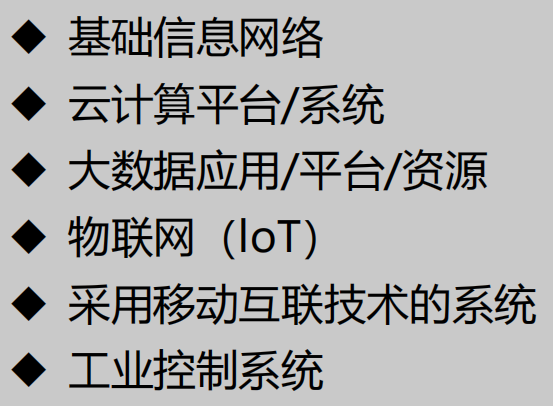 ◆ 基础信息网络
◆ 云计算平台/系统
◆ 大数据应用/平台/资源
◆ 物联网（IoT）
◆ 采用移动互联技术的系统
◆ 工业控制系统